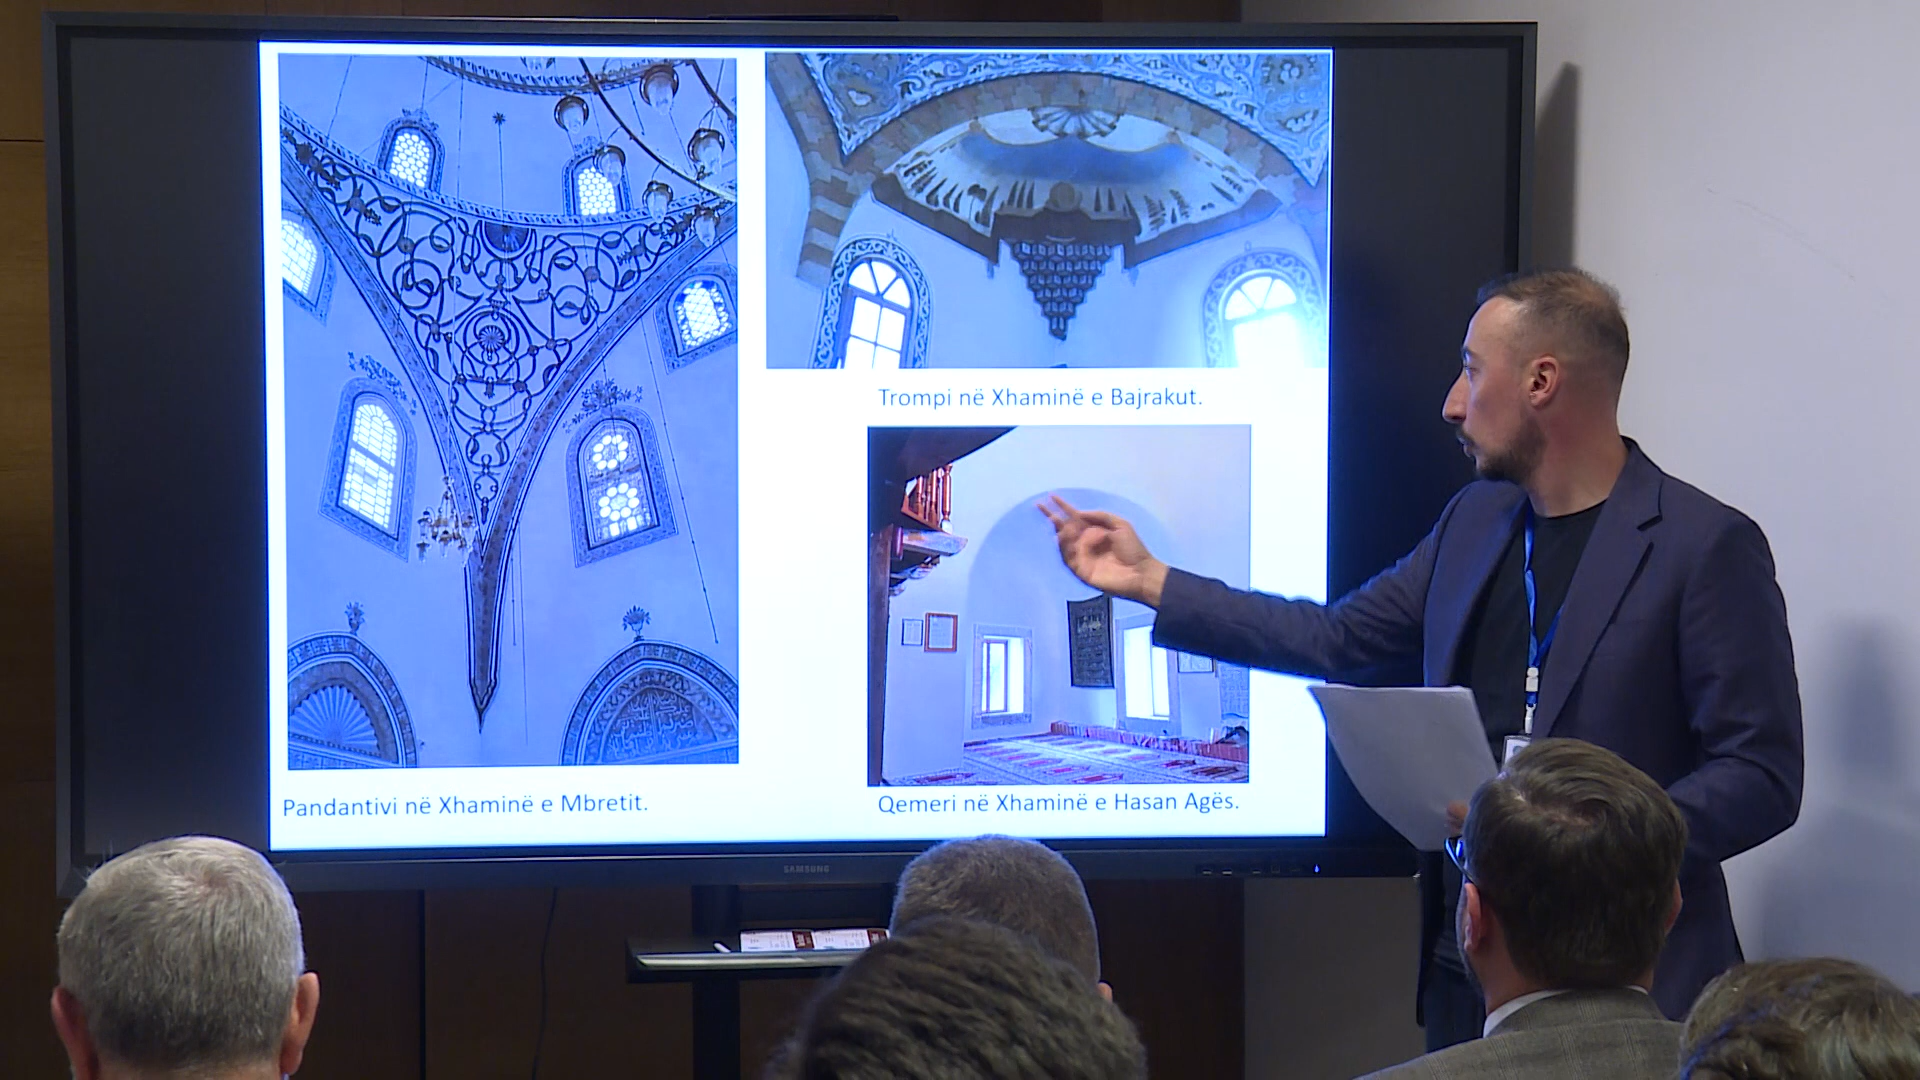 Trompi në Xhaminë e Bajrakut.
Pandantivi në Xhaminë e Mbretit.
Qemeri në Xhaminë e Hasan Agës.
SAMSUNG